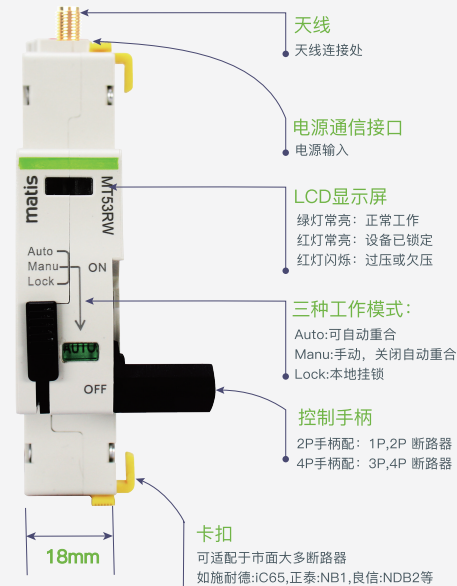 天线
天线连接处
电源通信接口
电源输入
LCD显示屏
绿灯常亮：正常工作
红灯常亮：设备已锁定
红灯闪烁：过压或欠压
三种工作模式：
Auto:可自动重合
Manu:手动，关闭自动重合
Lock:本地挂锁
控制手柄
2P手柄配：1P,2P 断路器
4P手柄配：3P,4P 断路器
卡扣
可适配于市面大多断路器
如施耐德:iC65,正泰:NB1,良信:NDB2等
matis
MT53RW
Auto
Manu
Lock
ON
AUTO
OFF
18mm